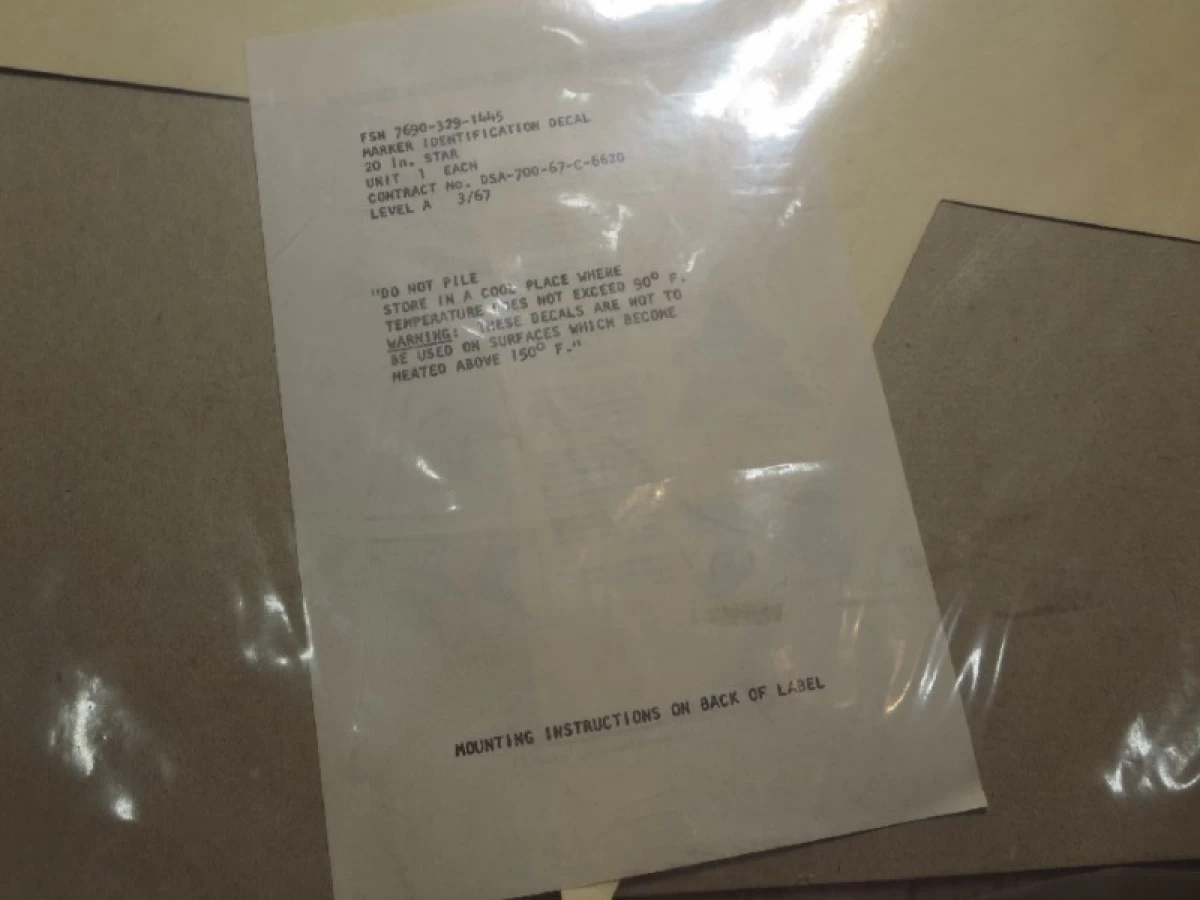 FSN 7690-329-1445
MARKER IDENTIFICATION DECAL
20 In. STAR
UNIT 1 EACH
CONTRACT No. DSA-700-67-C-6620
LEVEL A 3/67
"DO NOT PILE
STORE IN A COOL PLACE WHERE
TEMPERATURE DOES NOT EXCEED 90° F.
WARNING: THESE DECALS ARE NOT TO
BE USED ON SURFACES WHICH BECOME
HEATED ABOVE 150° F."
MOUNTING INSTRUCTIONS ON BACK OF LABEL